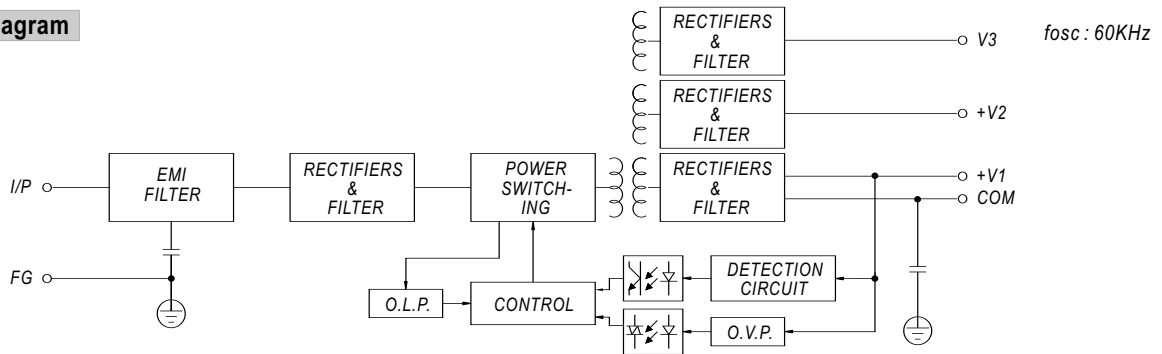 agram
RECTIFIERS
&
FILTER
V3
fosc : 60KHz
RECTIFIERS
&
FILTER
+V2
I/P
EMI
FILTER
RECTIFIERS
&
FILTER
POWER
SWITCH-
ING
RECTIFIERS
&
FILTER
+V1
COM
FG
O.L.P.
CONTROL
DETECTION
CIRCUIT
O.V.P.